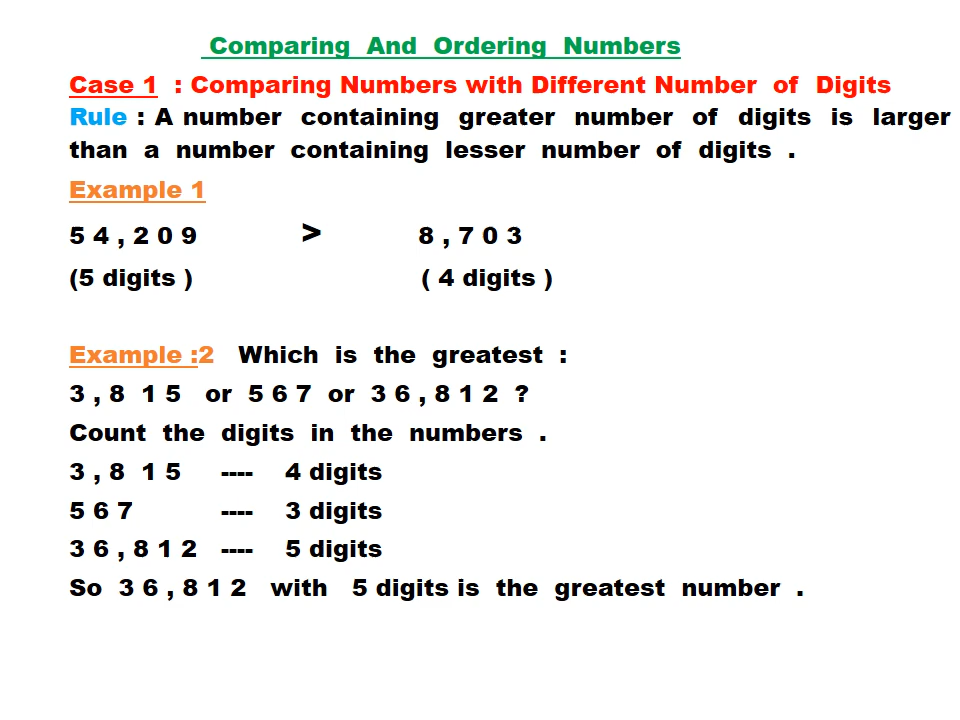 Comparing And Ordering Numbers
Case 1 : Comparing Numbers with Different Number of Digits
Rule : A number containing greater number of digits is larger
than a number containing lesser number of digits .
Example 1
5 4 , 2 0 9 > 8 , 7 0 3
(5 digits ) ( 4 digits )
Example :2 Which is the greatest :
3 , 8 1 5 or 5 6 7 or 3 6 , 8 1 2 ?
Count the digits in the numbers .
3 , 8 1 5 ---- 4 digits
5 6 7 ---- 3 digits
3 6 , 8 1 2 ---- 5 digits
So 3 6 , 8 1 2 with 5 digits is the greatest number .